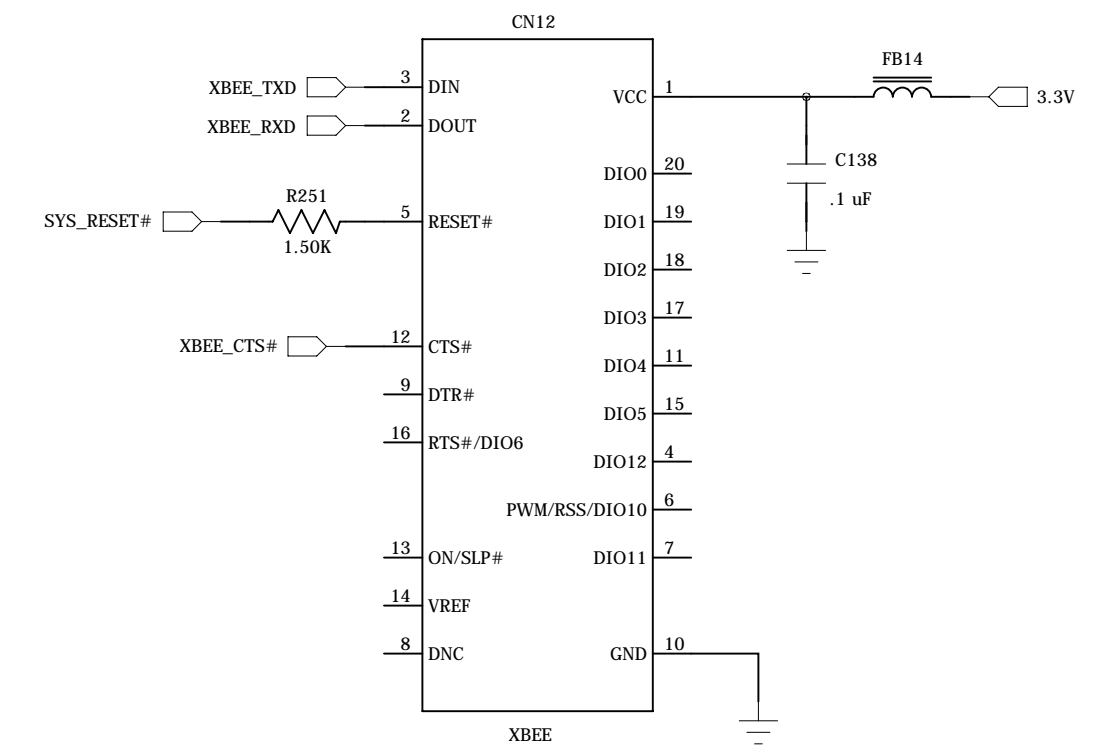 CN12
FB14
XBEE_TXD 3 DIN
VCC 1 3.3V
XBEE_RXD 2 DOUT
DIO0 20 C138
R251
.1 uF
SYS_RESET# 5 RESET#
DIO1 19
1.50K
DIO2 18
DIO3 17
XBEE_CTS# 12 CTS#
DIO4 11
9 DTR#
DIO5 15
16 RTS#/DIO6
DIO12 4
PWM/RSS/DIO10 6
13 ON/SLP#
DIO11 7
14 VREF
8 DNC
GND 10
XBEE